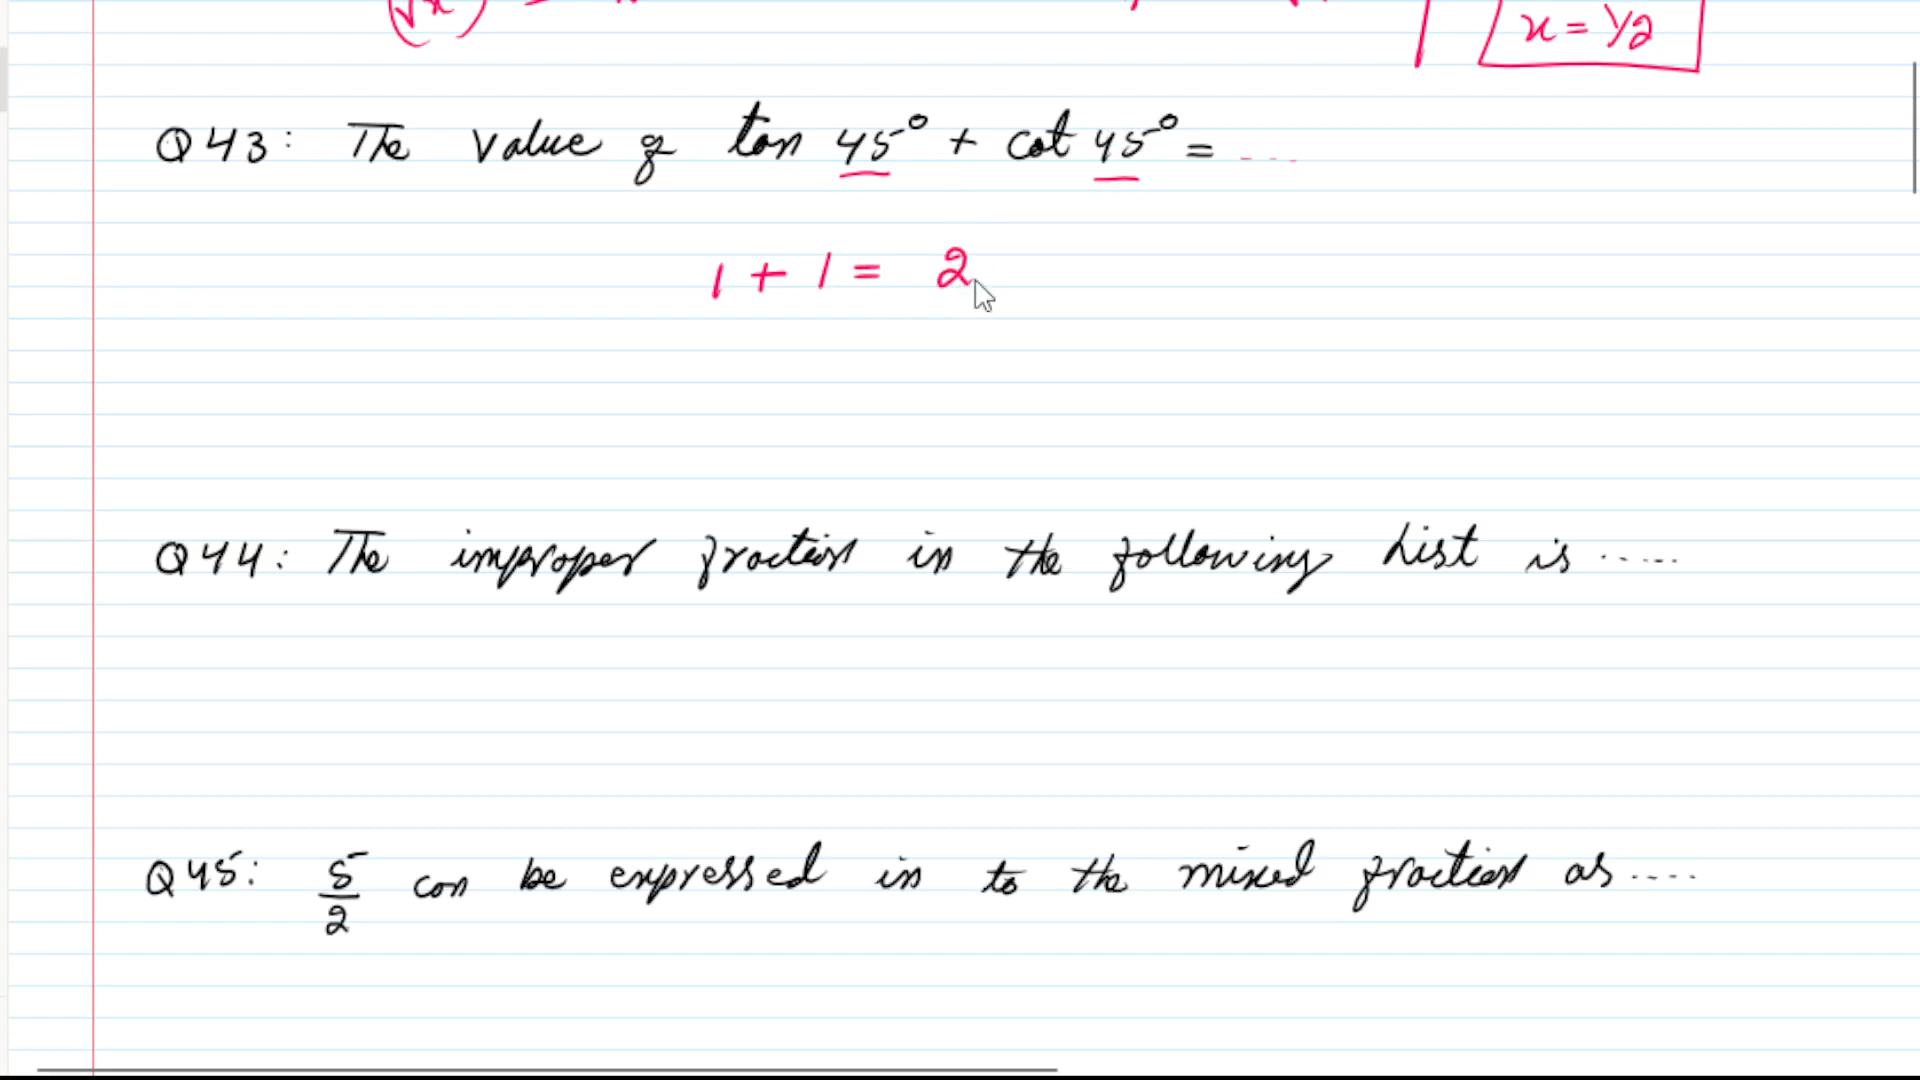 (√x)
x = 1/2
Q43: The value of tan 45° + cot 45° = ....
1 + 1 = 2
Q44: The improper fraction in the following list is .....
Q45: 5/2 can be expressed in to the mixed fraction as ....